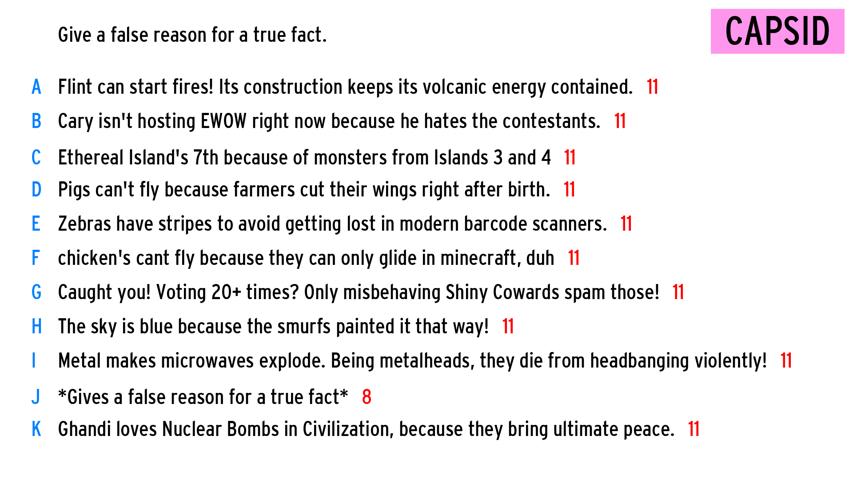 Give a false reason for a true fact.
CAPSID
A Flint can start fires! Its construction keeps its volcanic energy contained. 11
B Cary isn't hosting EWOW right now because he hates the contestants. 11
C Ethereal Island's 7th because of monsters from Islands 3 and 4 11
D Pigs can't fly because farmers cut their wings right after birth. 11
E Zebras have stripes to avoid getting lost in modern barcode scanners. 11
F chicken's cant fly because they can only glide in minecraft, duh 11
G Caught you! Voting 20+ times? Only misbehaving Shiny Cowards spam those! 11
H The sky is blue because the smurfs painted it that way! 11
I Metal makes microwaves explode. Being metalheads, they die from headbanging violently! 11
J *Gives a false reason for a true fact* 8
K Ghandi loves Nuclear Bombs in Civilization, because they bring ultimate peace. 11